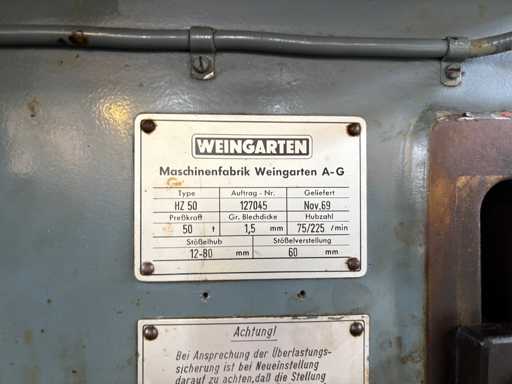 WEINGARTEN
Maschinenfabrik Weingarten A-G
Type Auftrag-Nr. Geliefert
HZ 50 127045 Nov. 69
Preßkraft Gr. Blechdicke Hubzahl
50 t 1,5 mm 75/225 /min
Stößelhub Stößelverstellung
12-80 mm 60 mm
Achtung!
Bei Ansprechung der Überlastungs-
sicherung ist bei Neueinstellung
darauf zu achten, daß die Stellung